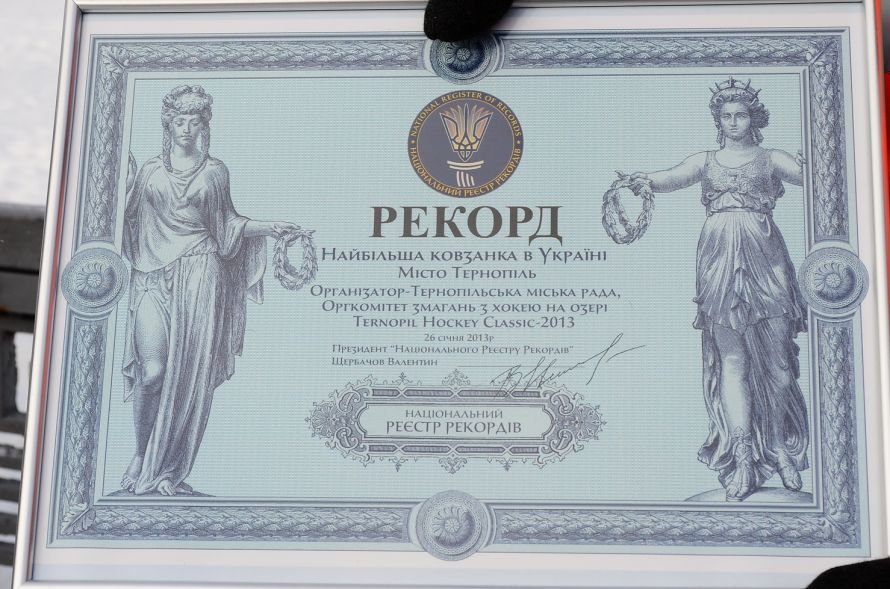 NATIONAL REGISTER OF RECORDS
НАЦІОНАЛЬНИЙ РЕЄСТР РЕКОРДІВ
РЕКОРД
Найбільша ковзанка в Україні
Місто Тернопіль
Організатор-Тернопільська міська рада,
Оргкомітет змагань з хокею на озері
Ternopil Hockey Classic-2013
26 січня 2013р
Президент "Національного Реєстру Рекордів"
Щербачов Валентин
НАЦІОНАЛЬНИЙ
РЕЄСТР РЕКОРДІВ